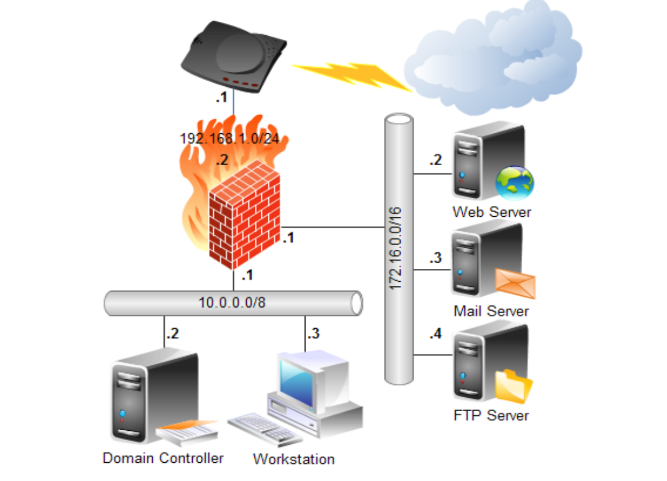 .1
192.168.1.0/24
.2
.2
Web Server
.1
172.16.0.0/16
.3
Mail Server
.1
10.0.0.0/8
.2
.3
.4
FTP Server
Domain Controller
Workstation